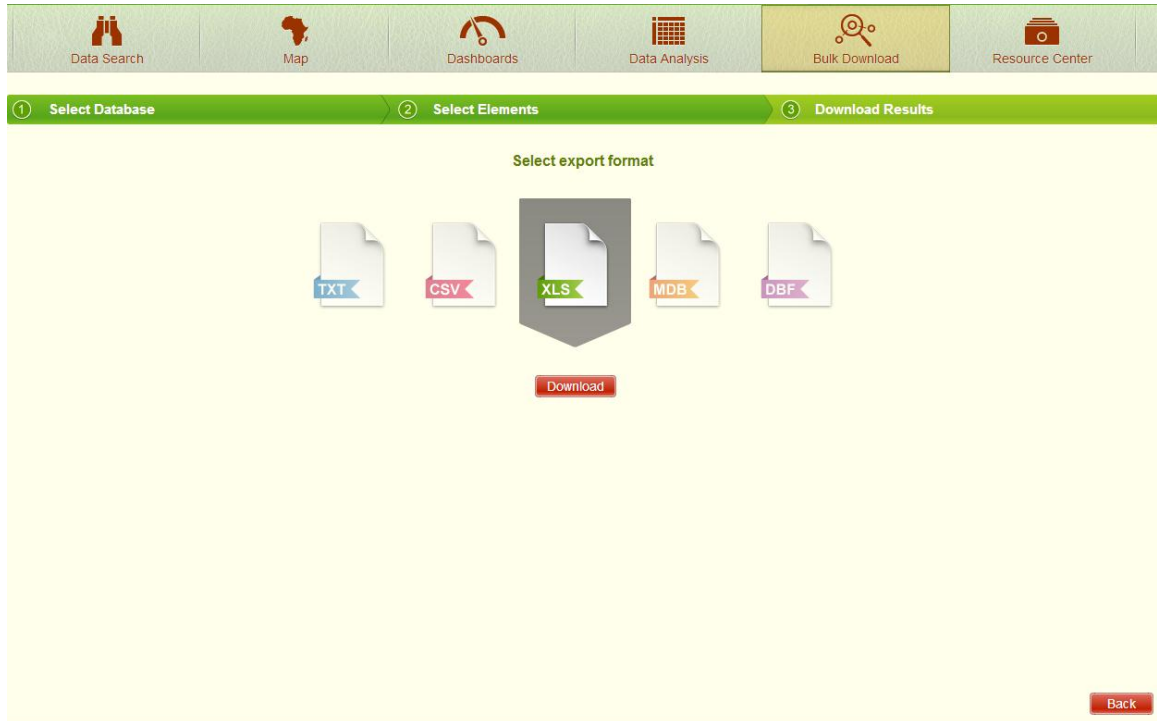 Data Search
Map
Dashboards
Data Analysis
Bulk Download
Resource Center
1 Select Database
2 Select Elements
3 Download Results
Select export format
TXT
CSV
XLS
MDB
DBF
Download
Back